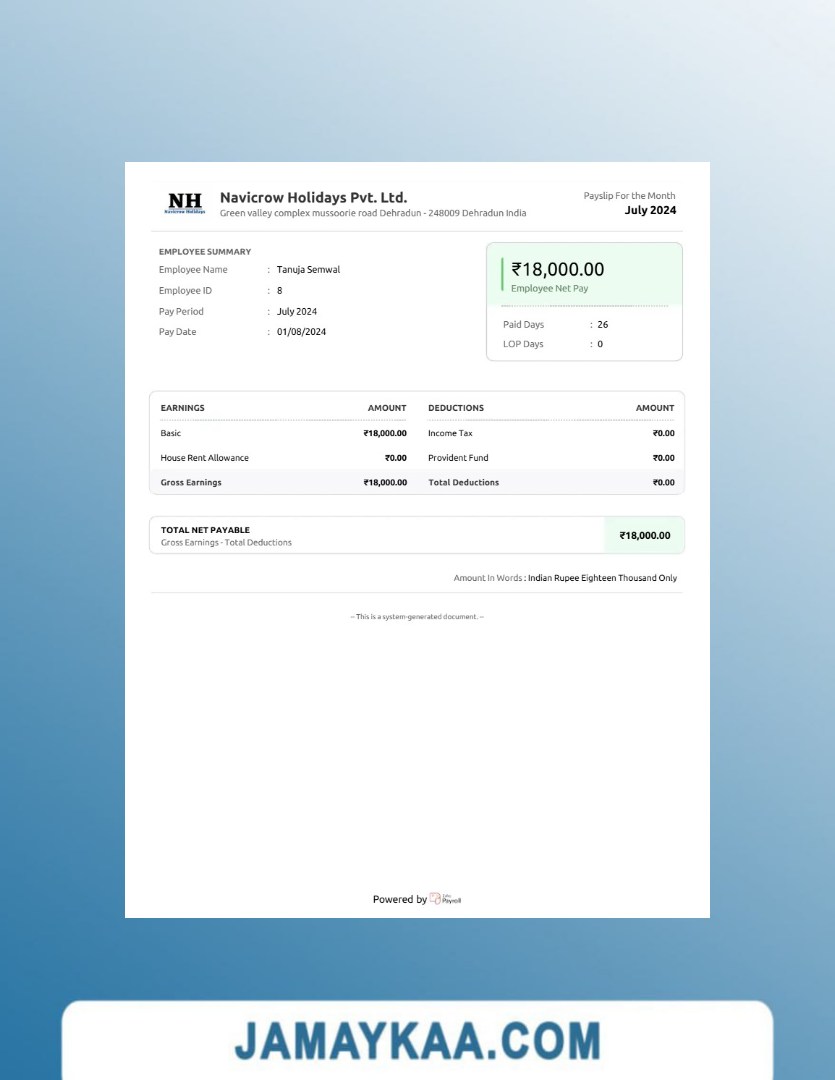 NH
Navicrow Holidays
Navicrow Holidays Pvt. Ltd.
Green valley complex mussoorie road Dehradun - 248009 Dehradun India
Payslip For the Month
July 2024
EMPLOYEE SUMMARY
Employee Name : Tanuja Semwal
Employee ID : 8
Pay Period : July 2024
Pay Date : 01/08/2024
₹18,000.00
Employee Net Pay
Paid Days : 26
LOP Days : 0
EARNINGS AMOUNT DEDUCTIONS AMOUNT
Basic ₹18,000.00 Income Tax ₹0.00
House Rent Allowance ₹0.00 Provident Fund ₹0.00
Gross Earnings ₹18,000.00 Total Deductions ₹0.00
TOTAL NET PAYABLE
Gross Earnings - Total Deductions
₹18,000.00
Amount In Words : Indian Rupee Eighteen Thousand Only
-- This is a system-generated document. --
Powered by Payroll
JAMAYKAA.COM